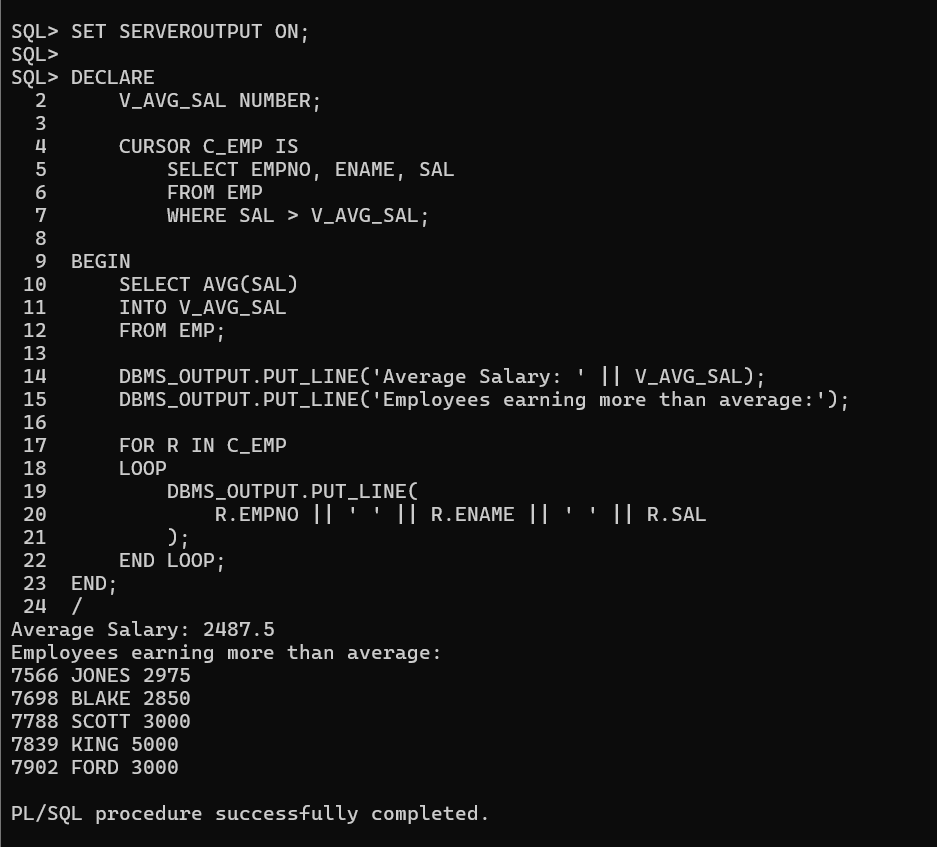 SQL> SET SERVEROUTPUT ON;
SQL>
SQL> DECLARE
  2      V_AVG_SAL NUMBER;
  3
  4      CURSOR C_EMP IS
  5          SELECT EMPNO, ENAME, SAL
  6          FROM EMP
  7          WHERE SAL > V_AVG_SAL;
  8
  9  BEGIN
 10      SELECT AVG(SAL)
 11      INTO V_AVG_SAL
 12      FROM EMP;
 13
 14      DBMS_OUTPUT.PUT_LINE('Average Salary: ' || V_AVG_SAL);
 15      DBMS_OUTPUT.PUT_LINE('Employees earning more than average:');
 16
 17      FOR R IN C_EMP
 18      LOOP
 19          DBMS_OUTPUT.PUT_LINE(
 20              R.EMPNO || ' ' || R.ENAME || ' ' || R.SAL
 21          );
 22      END LOOP;
 23  END;
 24  /
Average Salary: 2487.5
Employees earning more than average:
7566 JONES 2975
7698 BLAKE 2850
7788 SCOTT 3000
7839 KING 5000
7902 FORD 3000

PL/SQL procedure successfully completed.